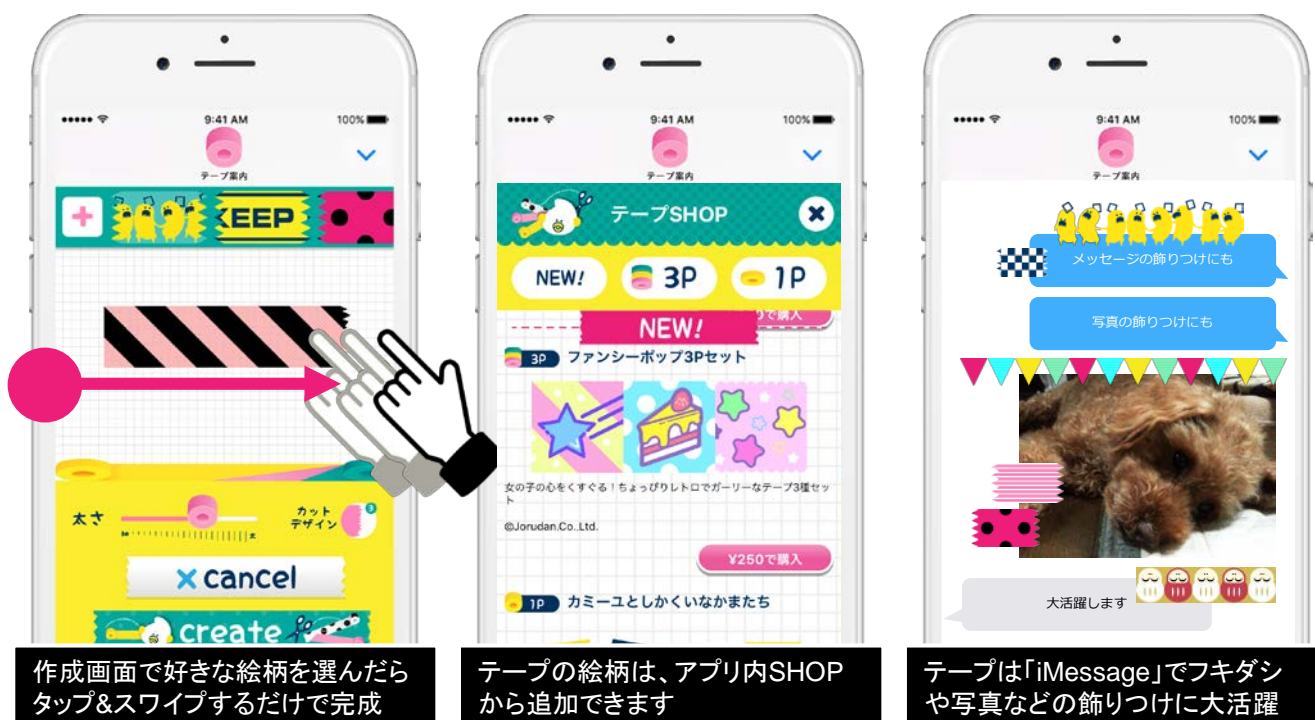 9:41 AM
100%
テープ案内
KEEP
太さ
カット
デザイン
3
× cancel
create
作成画面で好きな絵柄を選んだら
タップ&スワイプするだけで完成
9:41 AM
100%
テープ案内
テープSHOP
NEW!
3P
1P
で購入
NEW!
3P ファンシーポップ3Pセット
女の子の心をくすぐる！ちょっぴりレトロでガーリーなテープ3種セッ
ト
©Jorudan.Co.,Ltd.
¥250で購入
1P カミーユとしかくいなかまたち
テープの絵柄は、アプリ内SHOP
から追加できます
9:41 AM
100%
テープ案内
メッセージの飾りつけにも
写真の飾りつけにも
大活躍します
テープは「iMessage」でフキダシ
や写真などの飾りつけに大活躍